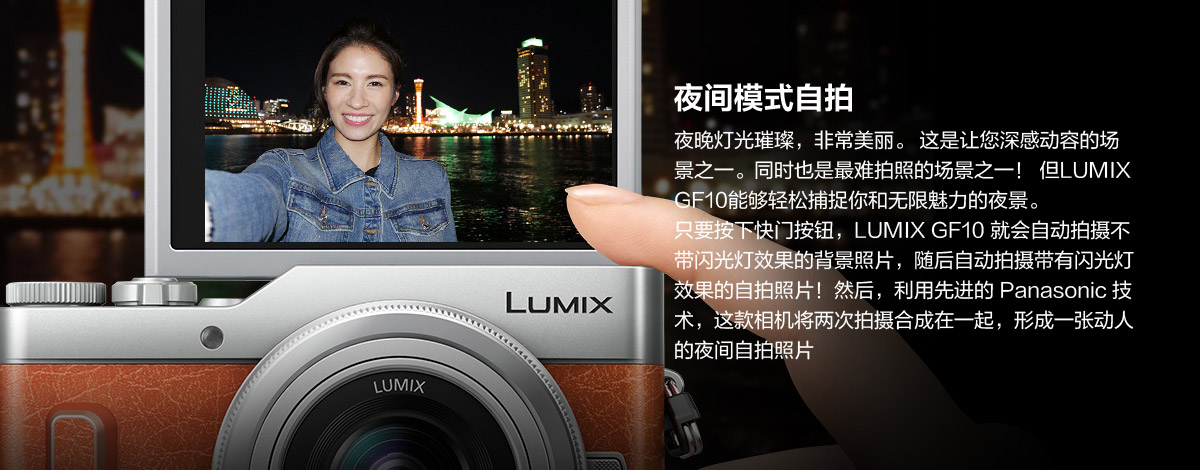 夜间模式自拍
夜晚灯光璀璨，非常美丽。 这是让您深感动容的场
景之一。同时也是最难拍照的场景之一！ 但LUMIX
GF10能够轻松捕捉你和无限魅力的夜景。
只要按下快门按钮，LUMIX GF10 就会自动拍摄不
带闪光灯效果的背景照片，随后自动拍摄带有闪光灯
效果的自拍照片！然后，利用先进的 Panasonic 技
术，这款相机将两次拍摄合成在一起，形成一张动人
的夜间自拍照片
LUMIX
LUMIX